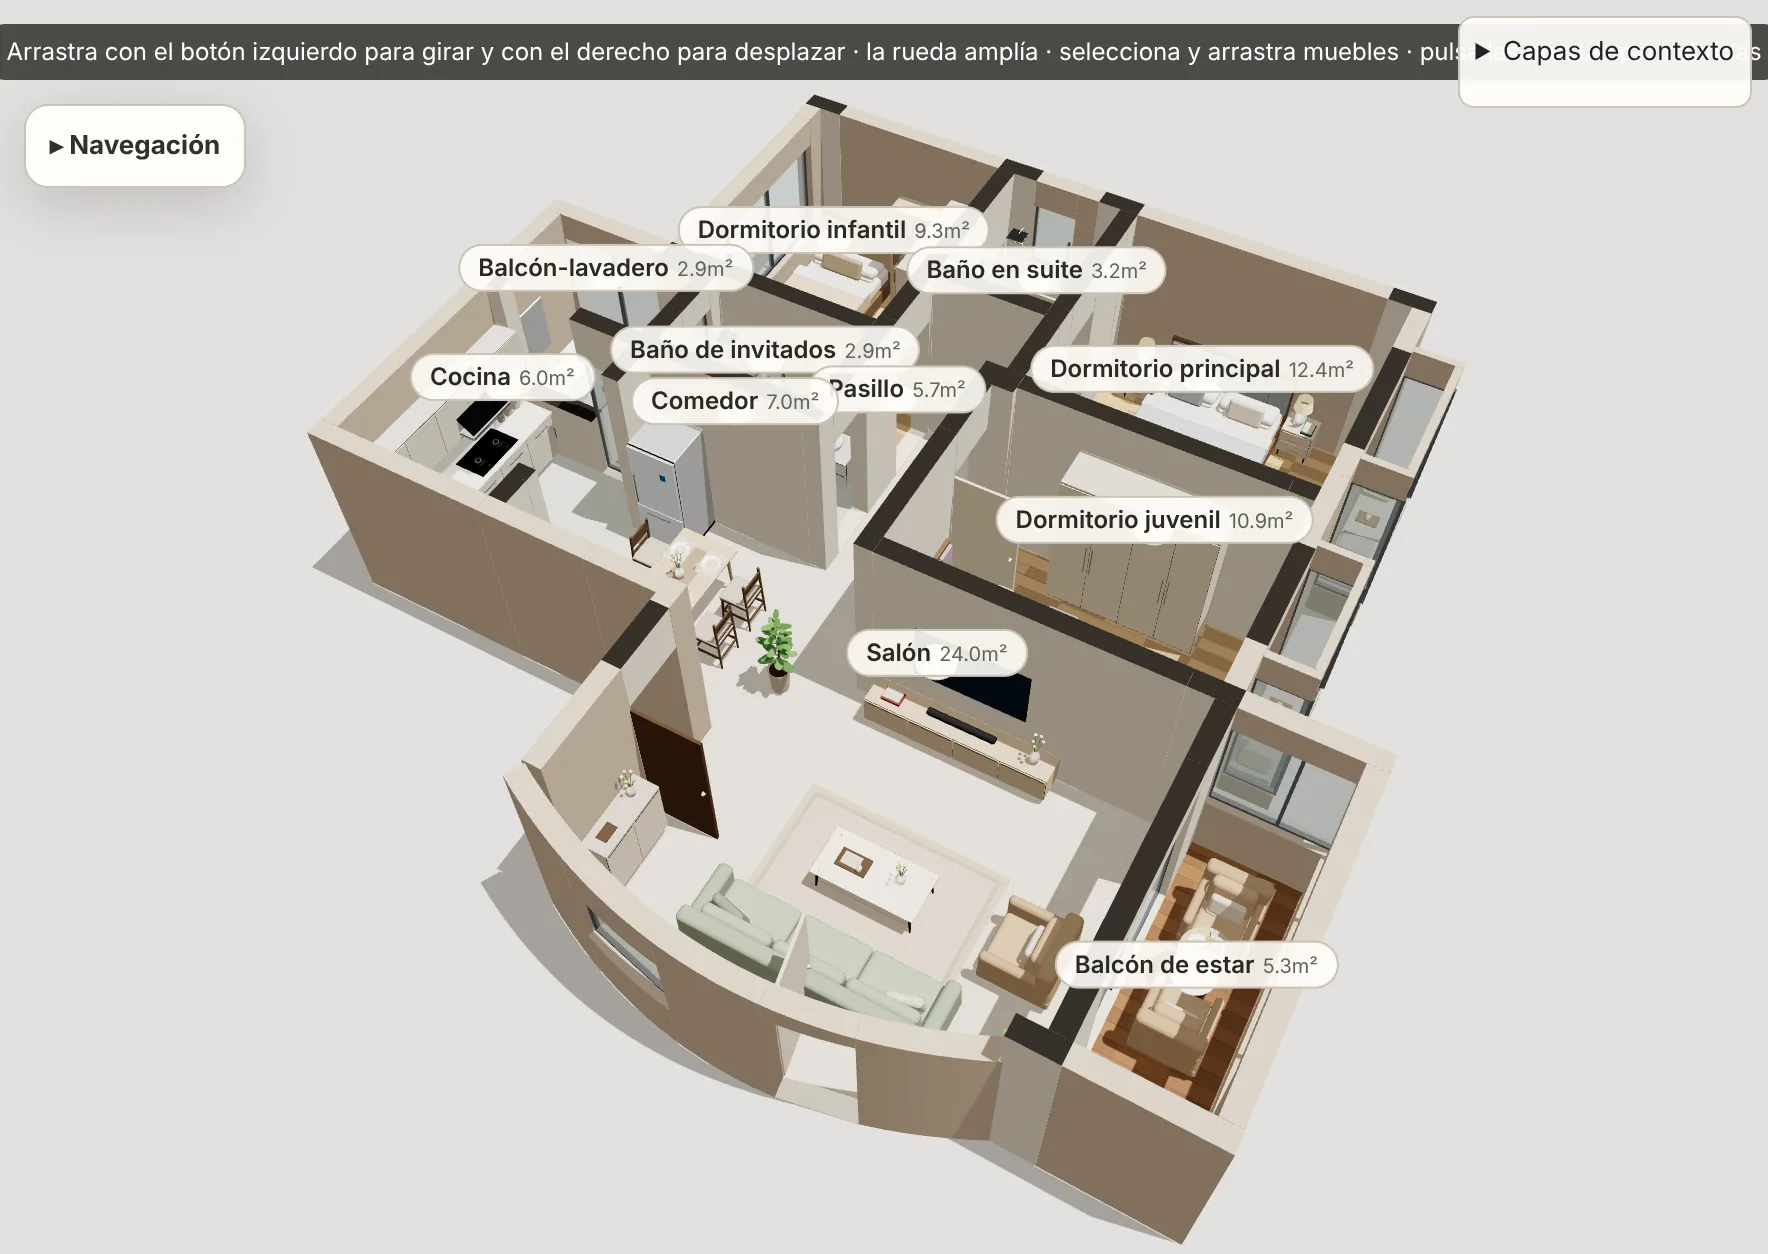 Arrastra con el botón izquierdo para girar y con el derecho para desplazar · la rueda amplía · selecciona y arrastra muebles ·
▶ Capas de contexto
▸ Navegación
Dormitorio infantil 9.3m²
Balcón-lavadero 2.9m²
Baño en suite 3.2m²
Baño de invitados 2.9m²
Dormitorio principal 12.4m²
Cocina 6.0m²
Pasillo 5.7m²
Comedor 7.0m²
Dormitorio juvenil 10.9m²
Salón 24.0m²
Balcón de estar 5.3m²